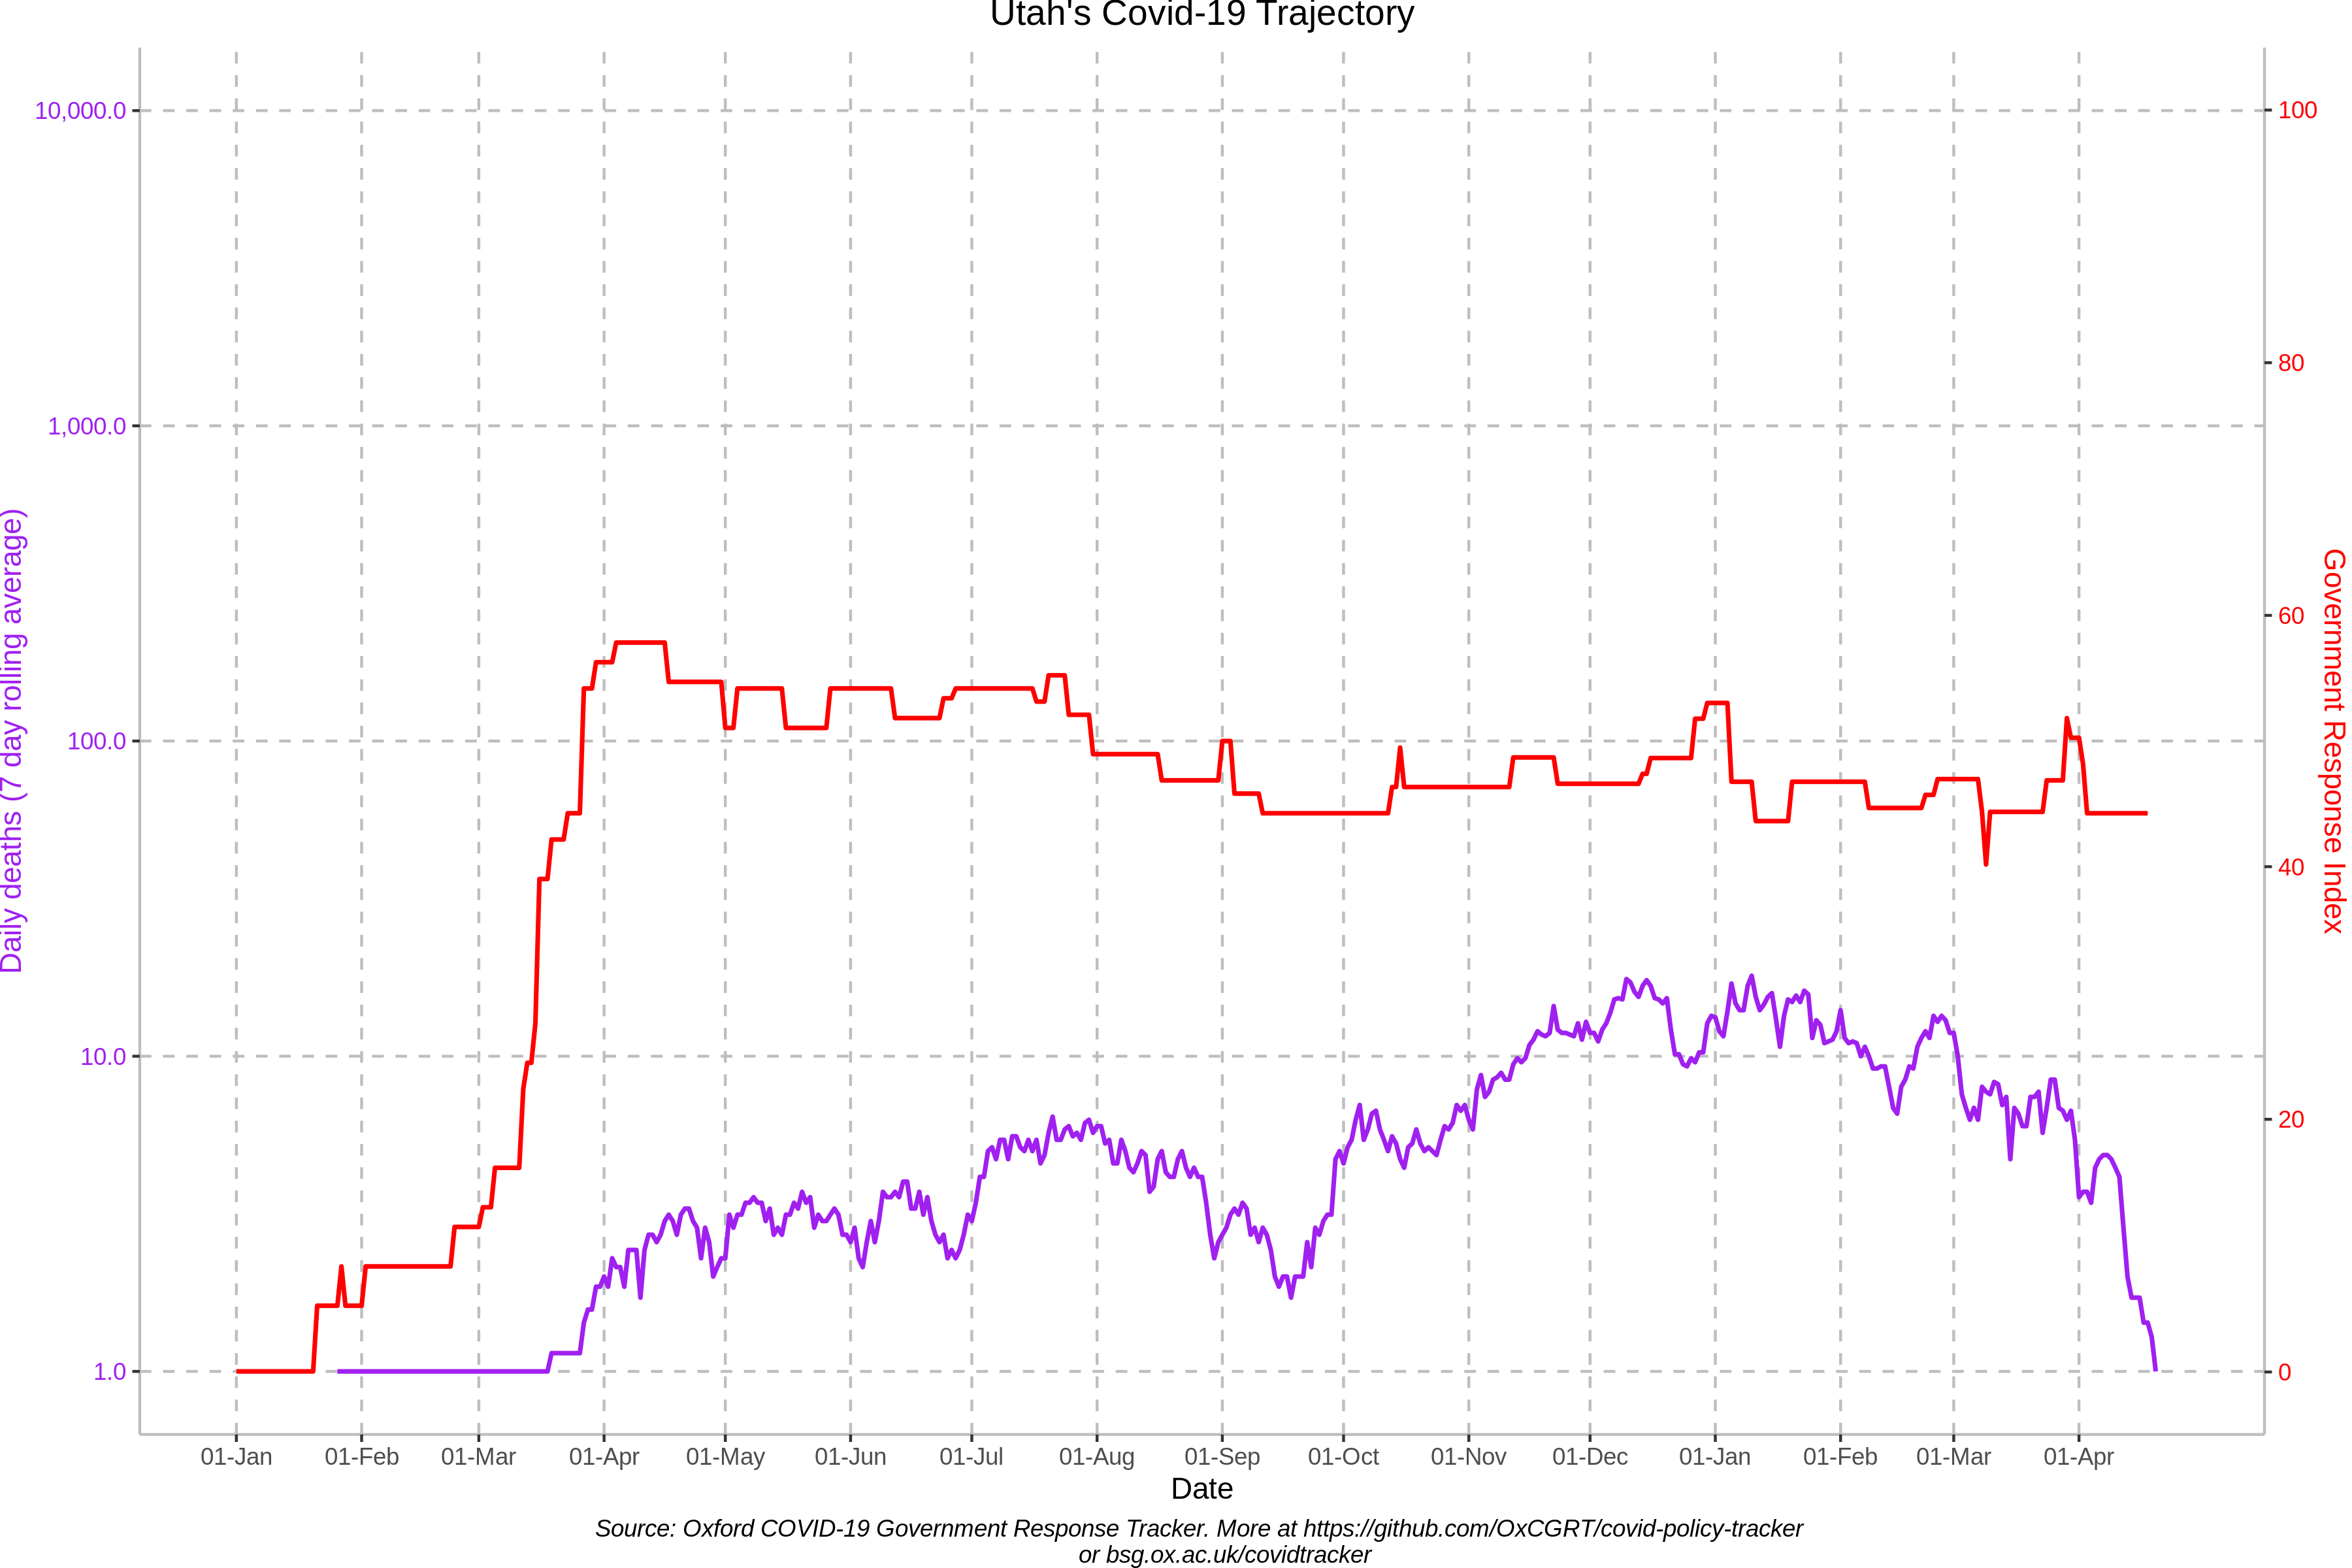 Utah's Covid-19 Trajectory
10,000.0
1,000.0
100.0
10.0
1.0
Daily deaths (7 day rolling average)
100
80
60
40
20
0
Government Response Index
01-Jan 01-Feb 01-Mar 01-Apr 01-May 01-Jun 01-Jul 01-Aug 01-Sep 01-Oct 01-Nov 01-Dec 01-Jan 01-Feb 01-Mar 01-Apr
Date
Source: Oxford COVID-19 Government Response Tracker. More at https://github.com/OxCGRT/covid-policy-tracker
or bsg.ox.ac.uk/covidtracker